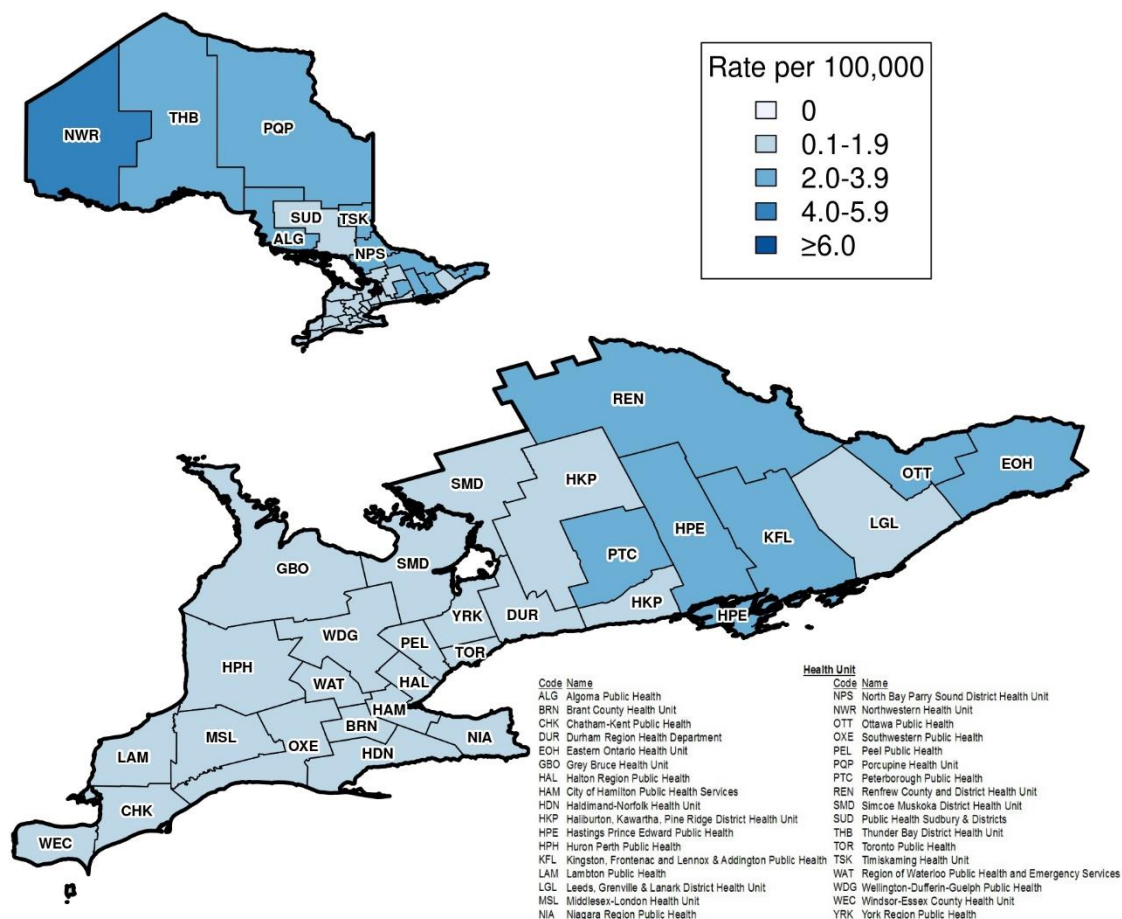 Rate per 100,000
0
0.1-1.9
2.0-3.9
4.0-5.9
≥6.0
NWR
THB
PQP
SUD
TSK
ALG
NPS
REN
SMD
HKP
OTT
EOH
LGL
HPE
KFL
PTC
GBO
SMD
HKP
HPE
YRK
DUR
WDG
PEL
TOR
HPH
WAT
HAL
HAM
BRN
NIA
MSL
OXE
HDN
LAM
CHK
WEC
Health Unit
Code Name
ALG Algoma Public Health
BRN Brant County Health Unit
CHK Chatham-Kent Public Health
DUR Durham Region Health Department
EOH Eastern Ontario Health Unit
GBO Grey Bruce Health Unit
HAL Halton Region Public Health
HAM City of Hamilton Public Health Services
HDN Haldimand-Norfolk Health Unit
HKP Haliburton, Kawartha, Pine Ridge District Health Unit
HPE Hastings Prince Edward Public Health
HPH Huron Perth Public Health
KFL Kingston, Frontenac and Lennox & Addington Public Health
LAM Lambton Public Health
LGL Leeds, Grenville & Lanark District Health Unit
MSL Middlesex-London Health Unit
NIA Niagara Region Public Health
Code Name
NPS North Bay Parry Sound District Health Unit
NWR Northwestern Health Unit
OTT Ottawa Public Health
OXE Southwestern Public Health
PEL Peel Public Health
PQP Porcupine Health Unit
PTC Peterborough Public Health
REN Renfrew County and District Health Unit
SMD Simcoe Muskoka District Health Unit
SUD Public Health Sudbury & Districts
THB Thunder Bay District Health Unit
TOR Toronto Public Health
TSK Timiskaming Health Unit
WAT Region of Waterloo Public Health and Emergency Services
WDG Wellington-Dufferin-Guelph Public Health
WEC Windsor-Essex County Health Unit
YRK York Region Public Health